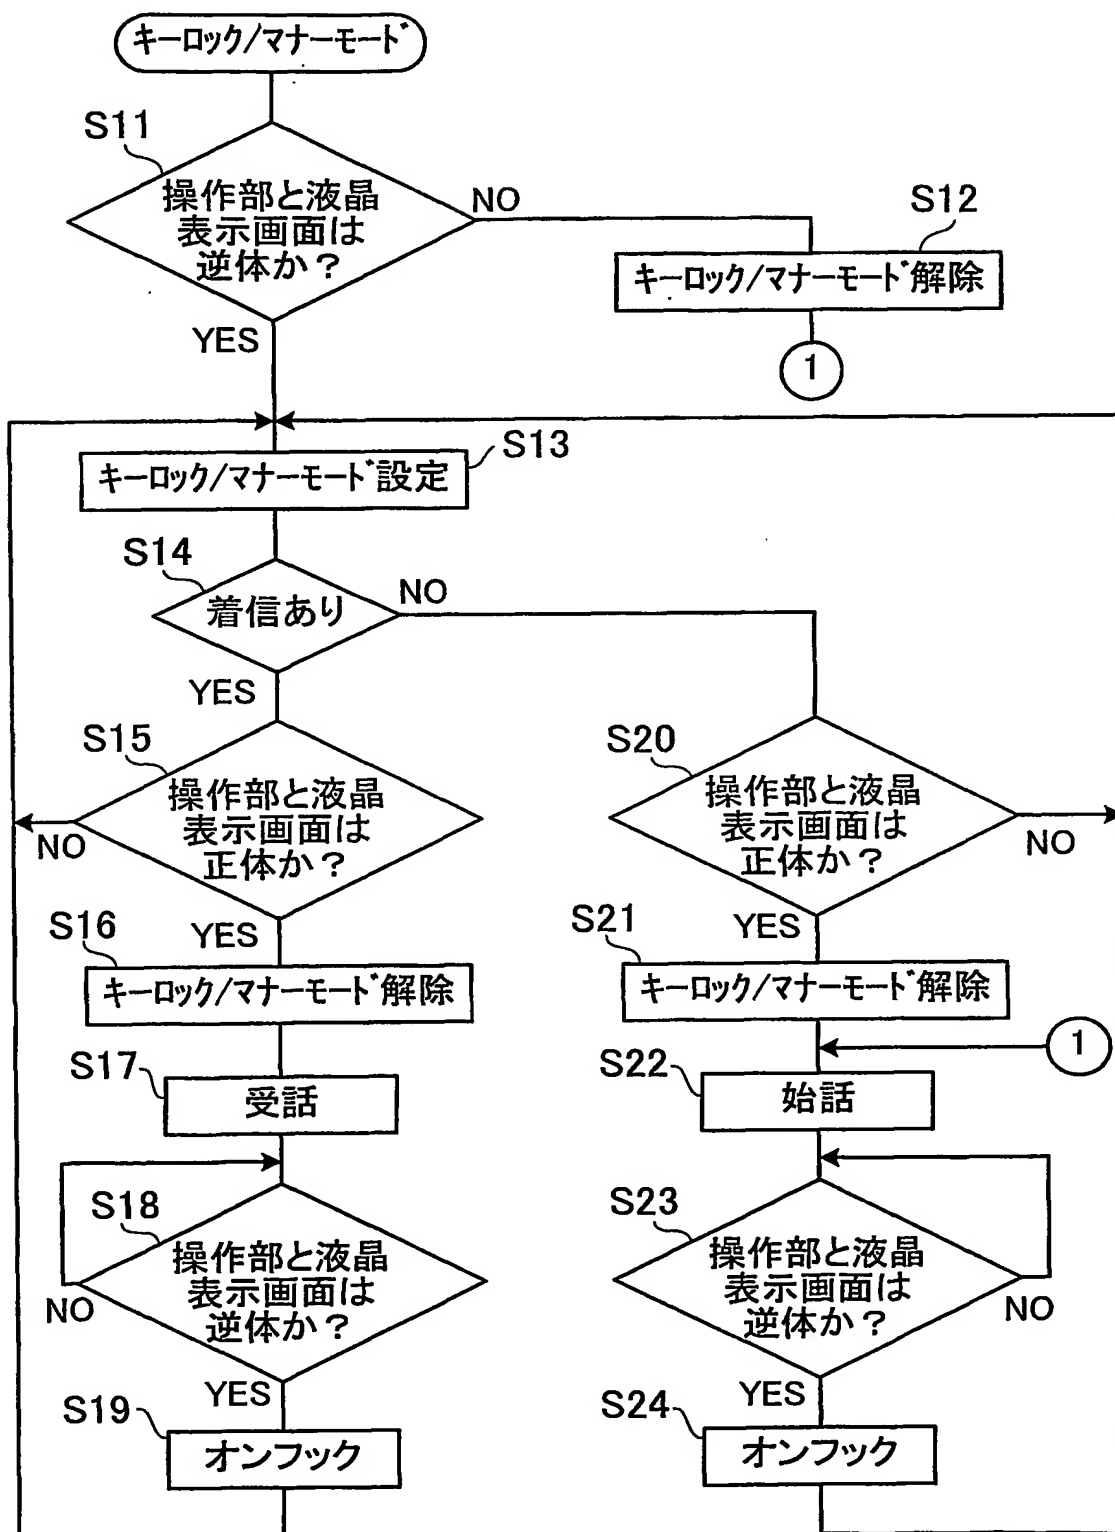 キーロック/マナーモード
S11
操作部と液晶
表示画面は
逆体か？
NO
YES
S12
キーロック/マナーモード解除
1
S13
キーロック/マナーモード設定
S14
着信あり
NO
YES
S15
操作部と液晶
表示画面は
正体か？
NO
YES
S20
操作部と液晶
表示画面は
正体か？
NO
YES
S16
キーロック/マナーモード解除
S21
キーロック/マナーモード解除
1
S17
受話
S22
始話
S18
操作部と液晶
表示画面は
逆体か？
NO
YES
S23
操作部と液晶
表示画面は
逆体か？
NO
YES
S19
オンフック
S24
オンフック